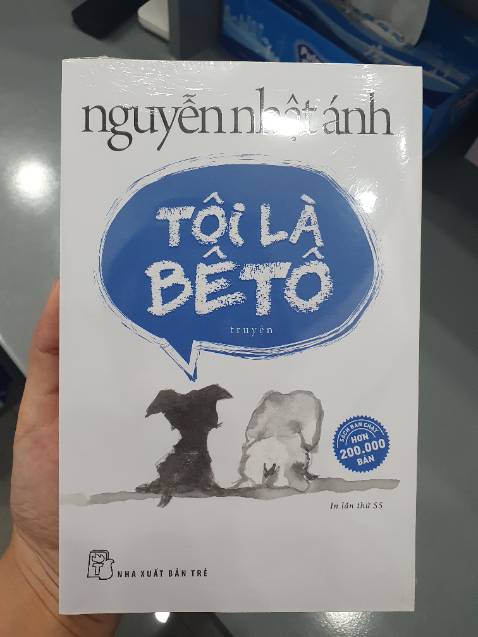 nguyễn nhật ánh
TÔI LÀ
BÊTÔ
truyện
SÁCH BÁN CHẠY
HƠN
200.000
BẢN
In lần thứ 55
NHÀ XUẤT BẢN TRẺ